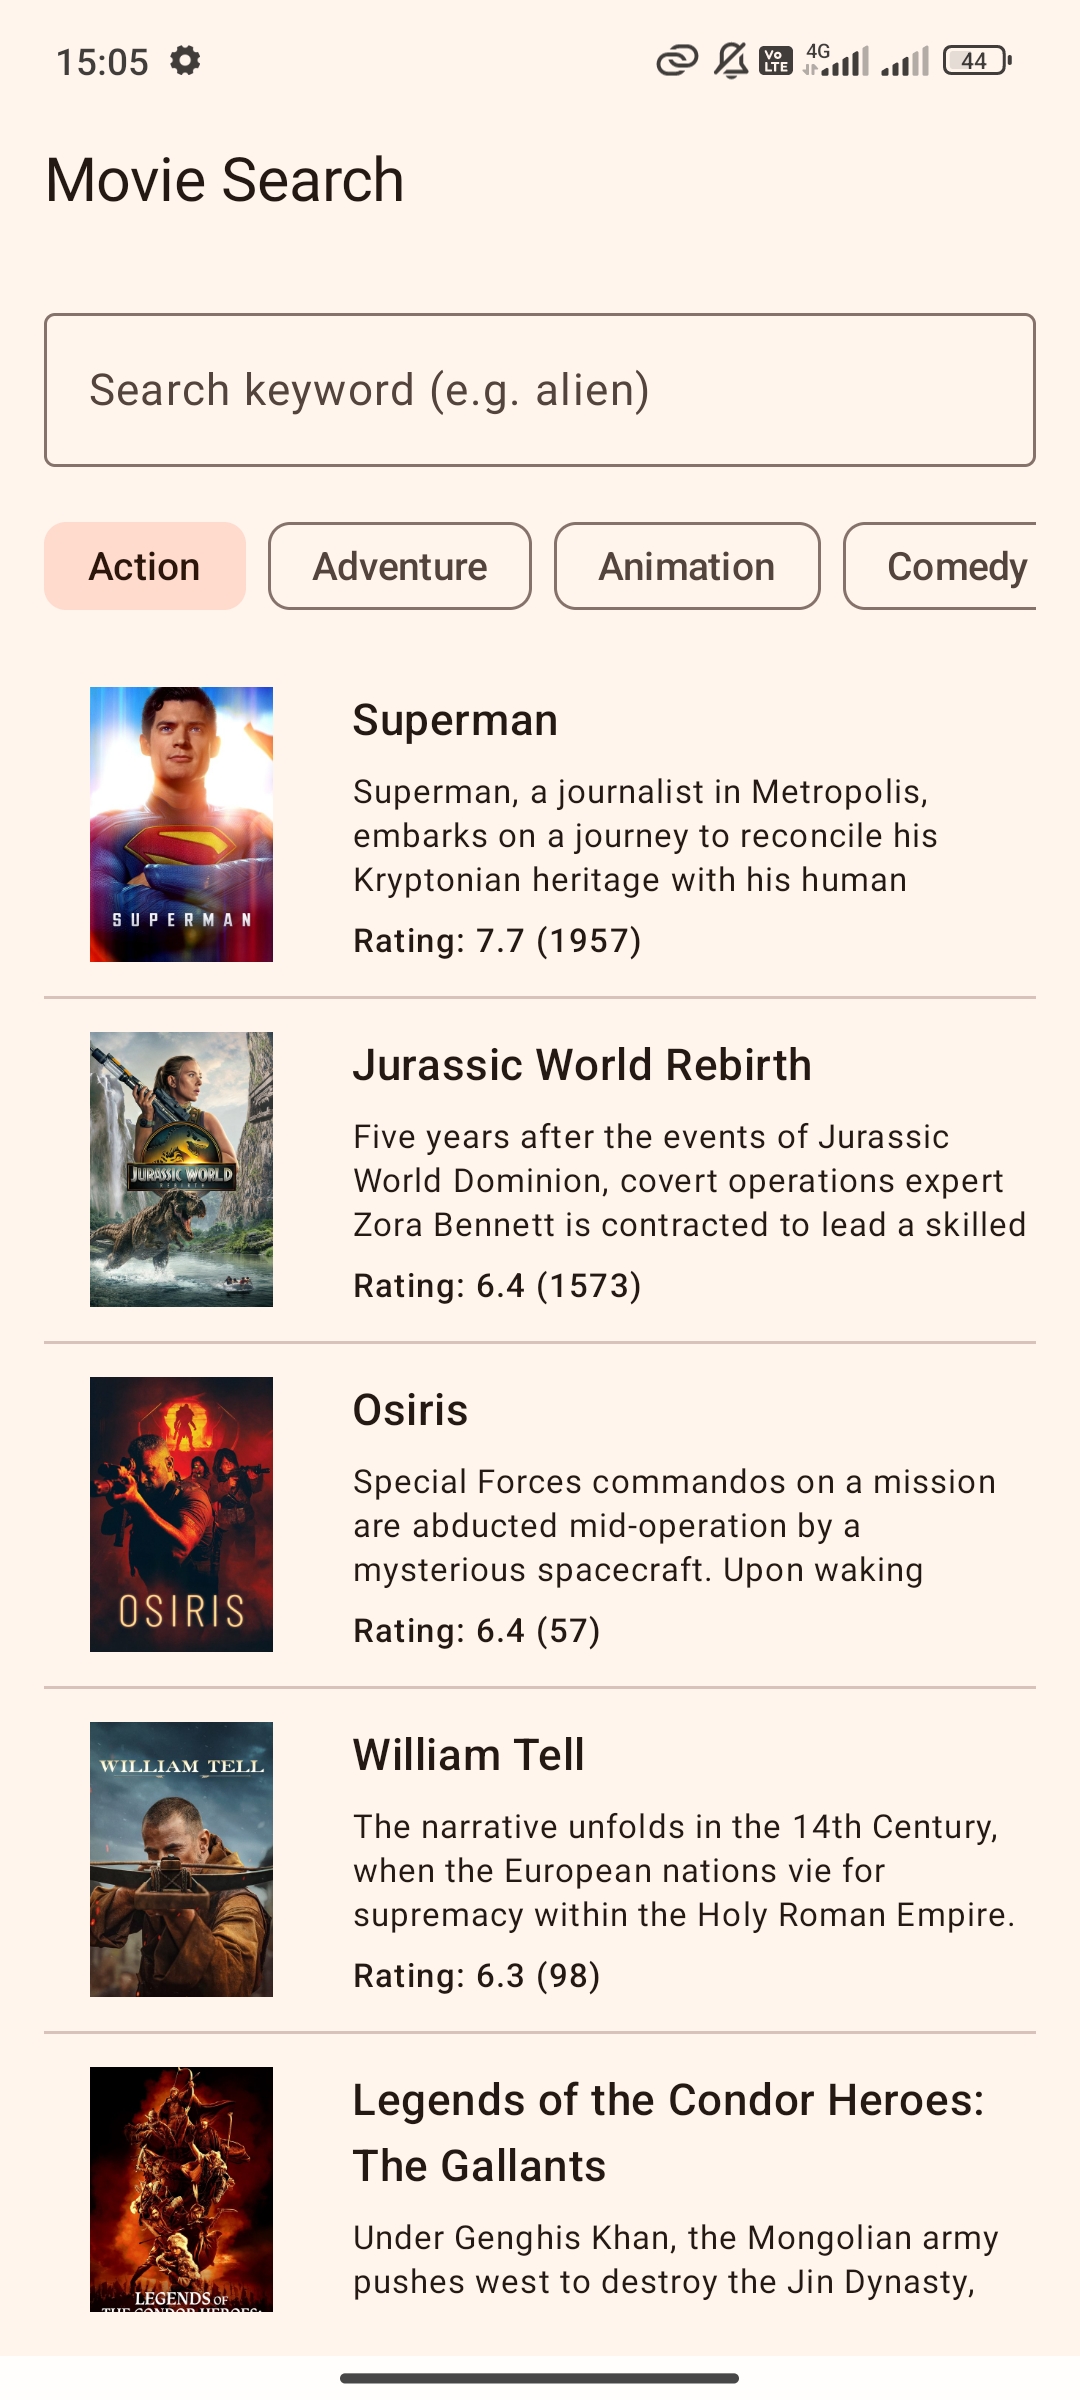 15:05
Vo LTE
4G
44
Movie Search
Search keyword (e.g. alien)
Action
Adventure
Animation
Comedy
SUPERMAN
Superman
Superman, a journalist in Metropolis,
embarks on a journey to reconcile his
Kryptonian heritage with his human
Rating: 7.7 (1957)
JURASSIC WORLD
Jurassic World Rebirth
Five years after the events of Jurassic
World Dominion, covert operations expert
Zora Bennett is contracted to lead a skilled
Rating: 6.4 (1573)
OSIRIS
Osiris
Special Forces commandos on a mission
are abducted mid-operation by a
mysterious spacecraft. Upon waking
Rating: 6.4 (57)
WILLIAM TELL
William Tell
The narrative unfolds in the 14th Century,
when the European nations vie for
supremacy within the Holy Roman Empire.
Rating: 6.3 (98)
LEGENDS OF
THE CONDOR HEROES:
Legends of the Condor Heroes:
The Gallants
Under Genghis Khan, the Mongolian army
pushes west to destroy the Jin Dynasty,